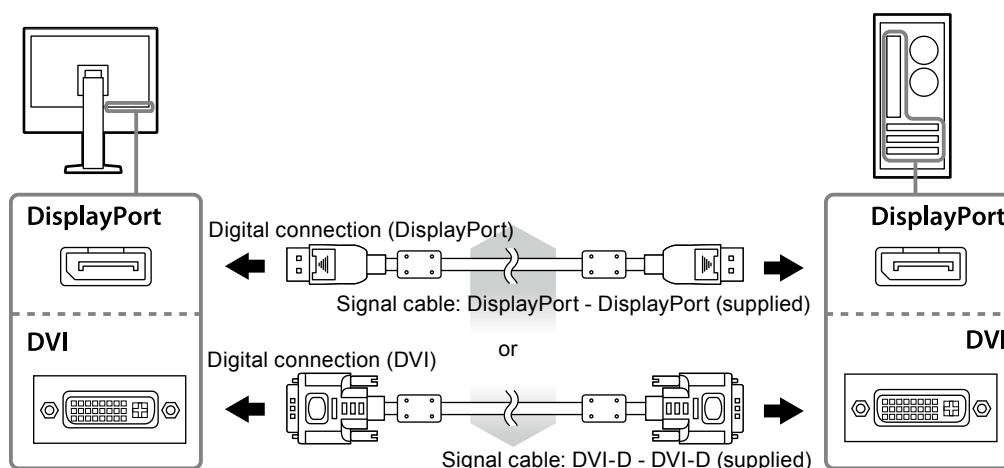 DisplayPort
DisplayPort
Digital connection (DisplayPort)
Signal cable: DisplayPort - DisplayPort (supplied)
DVI
or
DVI
Digital connection (DVI)
Signal cable: DVI-D - DVI-D (supplied)